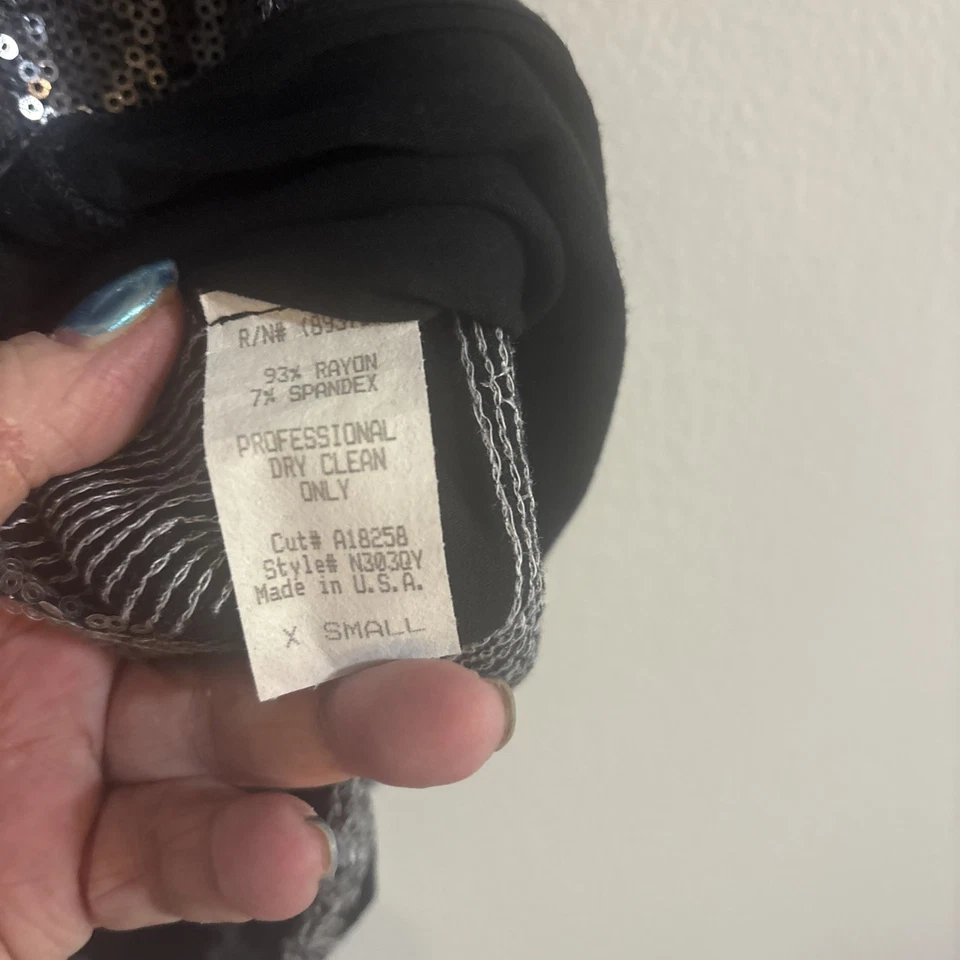 R/N#
93% RAYON
7% SPANDEX
PROFESSIONAL
DRY CLEAN
ONLY
Cut# A18258
Style# N303QY
Made in U.S.A.
X SMALL